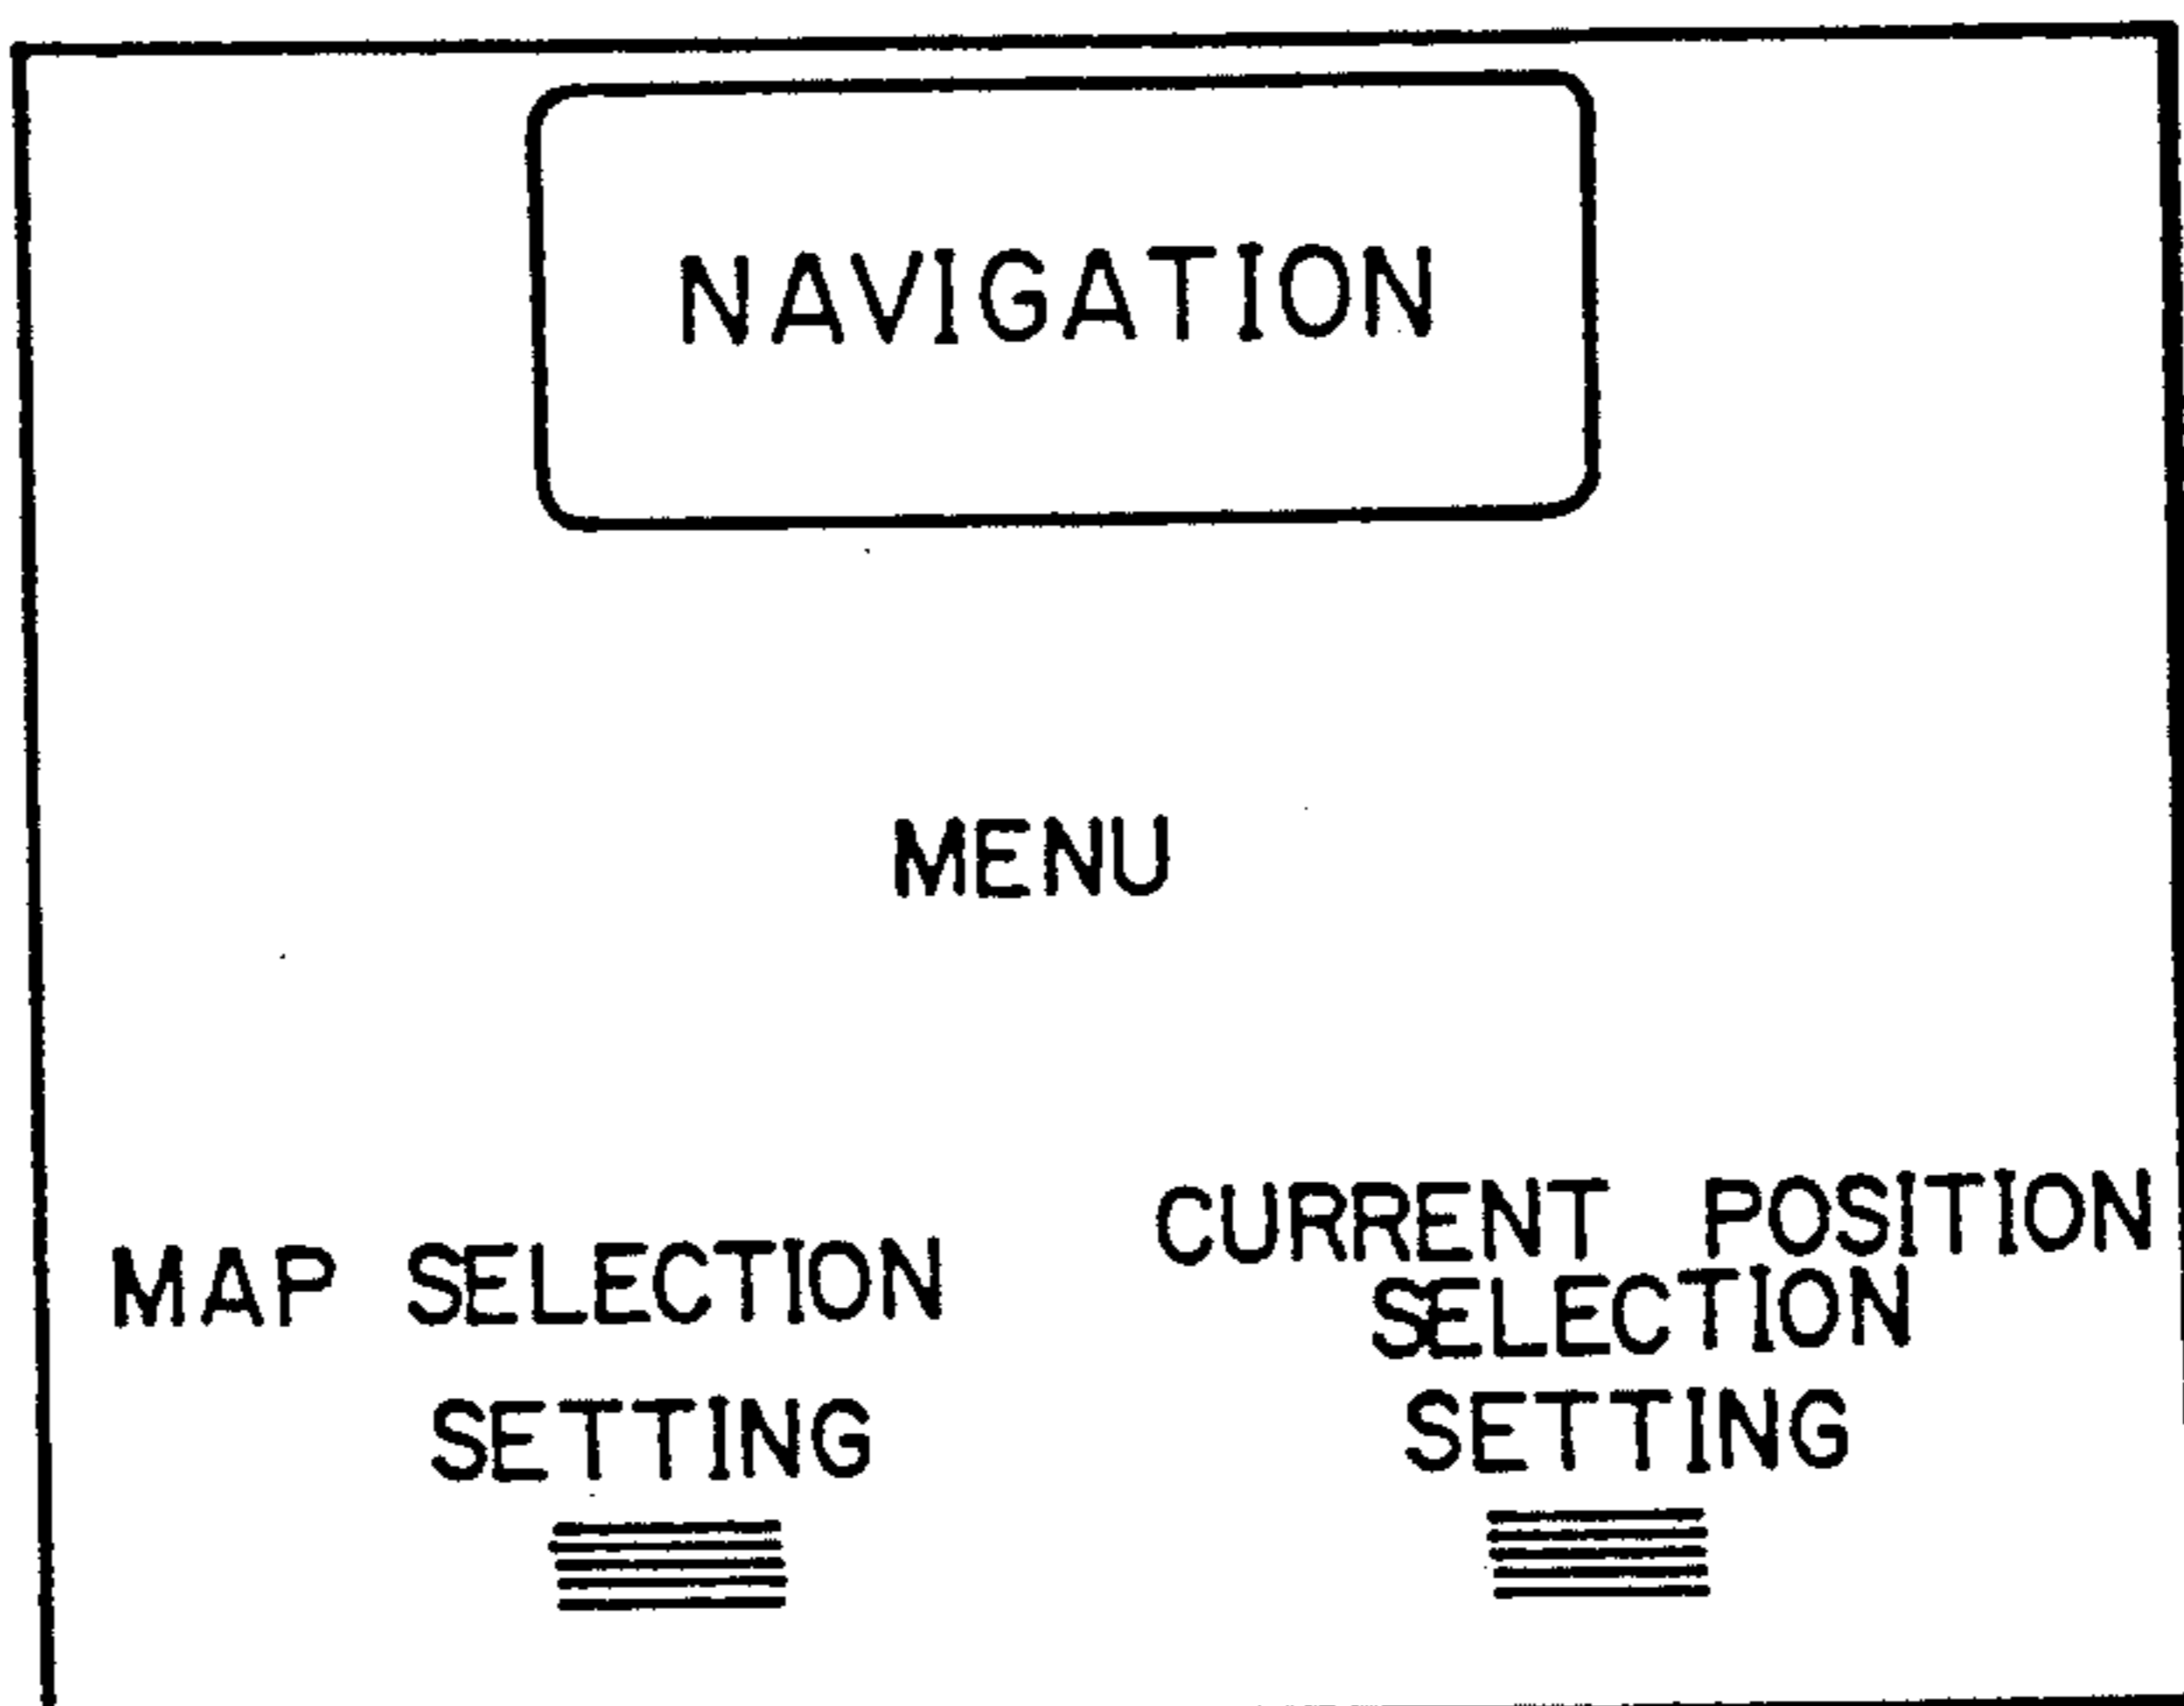 NAVIGATION
MENU
MAP SELECTION
SETTING
CURRENT POSITION
SELECTION
SETTING